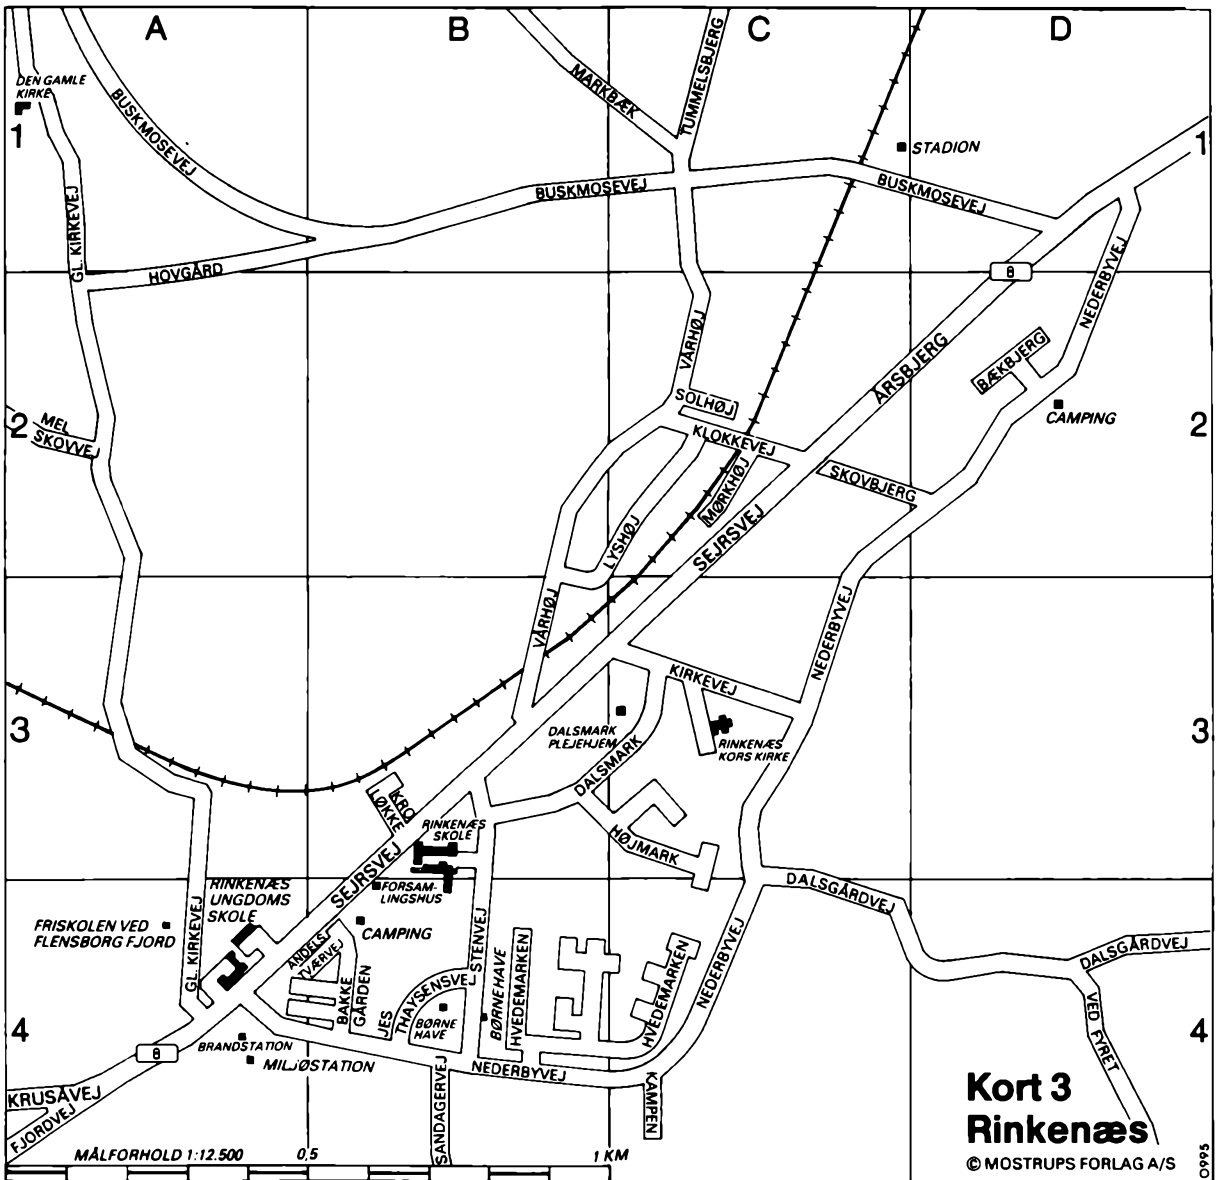 A
B
C
D
DEN GAMLE
KIRKE
1
BUSKMOSEVEJ
MARKBÆK
TUMMELSBJERG
STADION
1
GL. KIRKEVEJ
BUSKMOSEVEJ
BUSKMOSEVEJ
HOVGÅRD
8
NEDERBYVEJ
VÅRHØJ
ÅRSBJERG
BÆKBJERG
SOLHØJ
2
MEL
SKOVVEJ
KLOKKEVEJ
CAMPING
2
MØRKHØJ
SKOVBJERG
LYSHØJ
SEJRSVEJ
VÅRHØJ
NEDERBYVEJ
KIRKEVEJ
3
DALSMARK
PLEJEHJEM
RINKENÆS
KORS KIRKE
3
DALSMARK
KRO
LØKKE
RINKENÆS
SKOLE
HØJMARK
SEJRSVEJ
RINKENÆS
UNGDOMS
SKOLE
FORSAM-
LINGSHUS
DALSGÅRDVEJ
FRISKOLEN VED
FLENSBORG FJORD
GL. KIRKEVEJ
CAMPING
ANDELS
TVÆRVEJ
STENVEJ
BØRNEHAVE
HVEDEMARKEN
HVEDEMARKEN
NEDERBYVEJ
DALSGÅRDVEJ
BAKKE
GÅRDEN
JES
THAYSENSVEJ
BØRNE
HAVE
4
VED FYRET
4
BRANDSTATION
8
MILJØSTATION
NEDERBYVEJ
KAMPEN
SANDAGERVEJ
KRUSÅVEJ
FJORDVEJ
Kort 3
Rinkenæs
© MOSTRUPS FORLAG A/S
0995
MÅLFORHOLD 1:12.500
0,5
1 KM